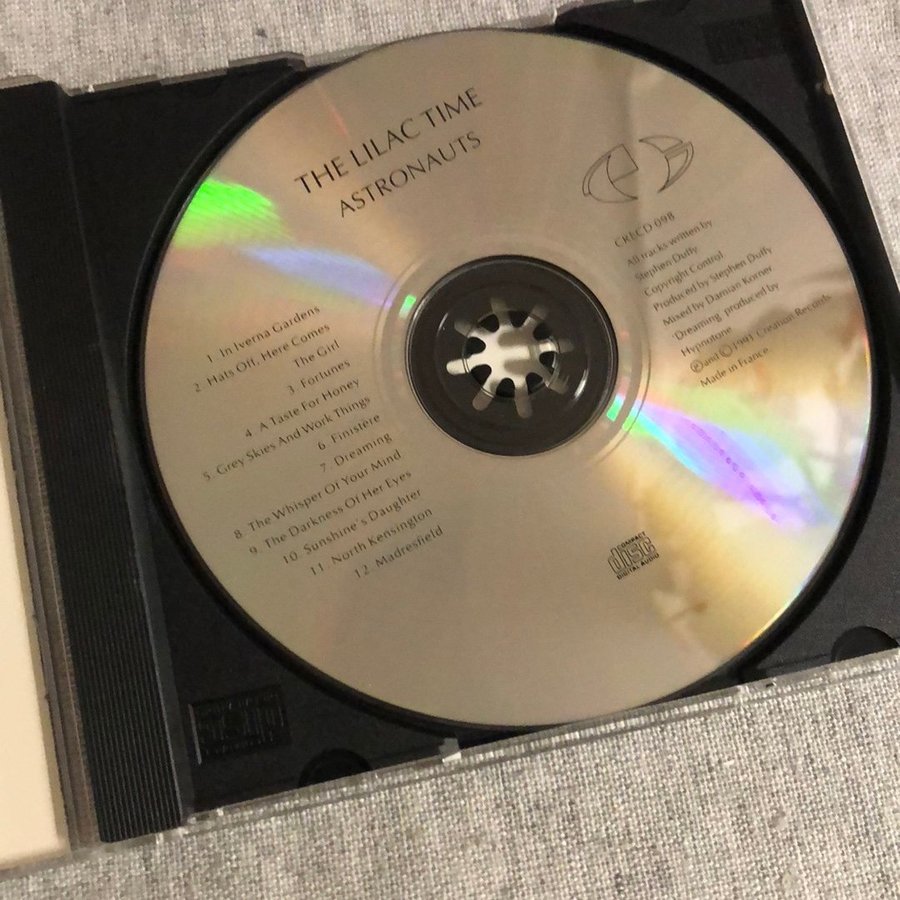 THE LILAC TIME
ASTRONAUTS
1. In Iverna Gardens
2. Hats Off, Here Comes
The Girl
3. Fortunes
4. A Taste For Honey
5. Grey Skies And Work Things
6. Finistère
7. Dreaming
8. The Whisper Of Your Mind
9. The Darkness Of Her Eyes
10. Sunshine's Daughter
11. North Kensington
12. Madresfield
CRECD 098
All tracks written by
Stephen Duffy
Copyright Control
Produced by Stephen Duffy
Mixed by Damian Korner
Dreaming produced by
Hypnotone
℗and ©1991 Creation Records
Made in France
COMPACT
disc
DIGITAL AUDIO